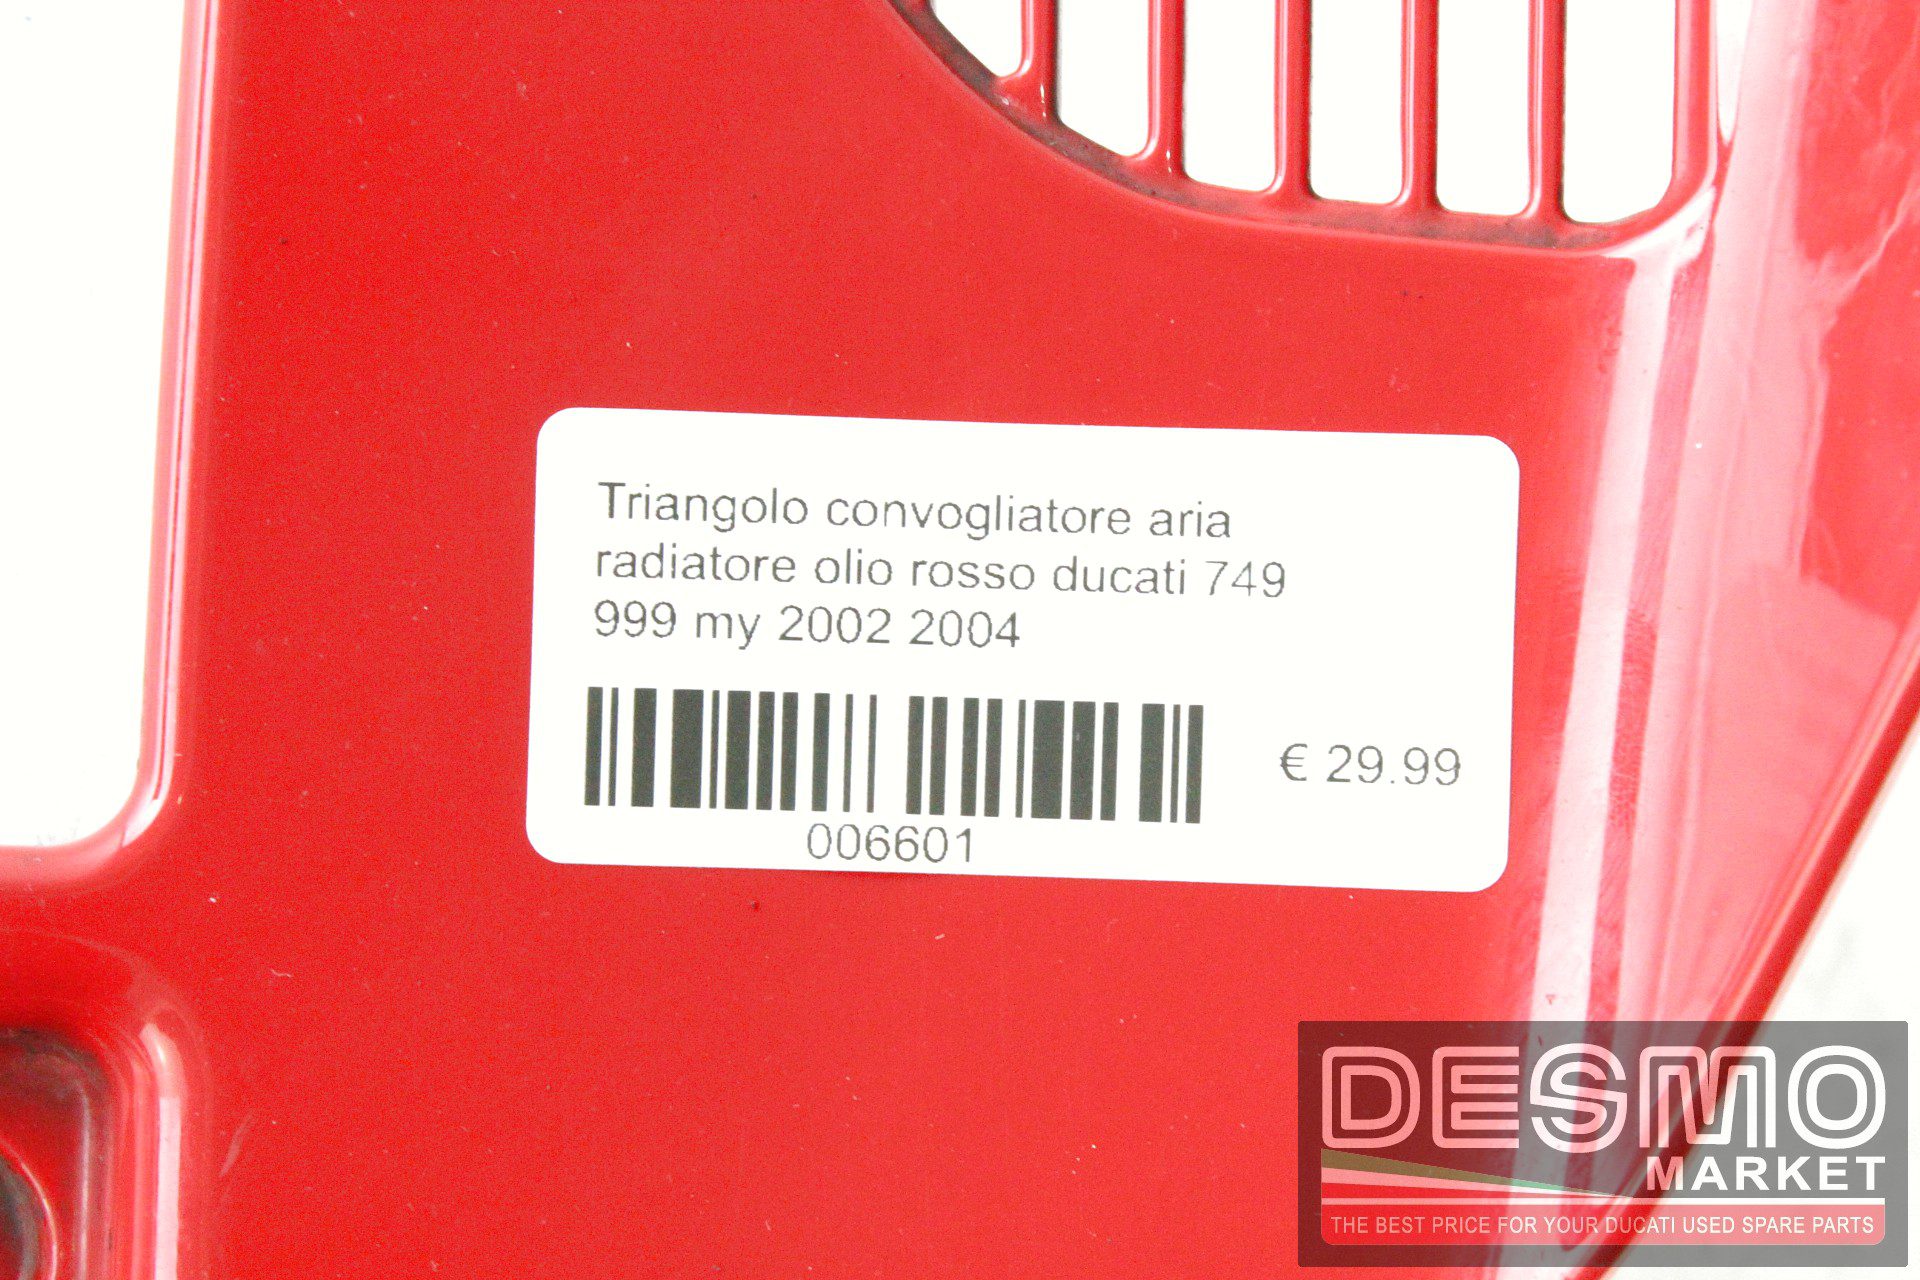 Triangolo convogliatore aria
radiatore olio rosso ducati 749
999 my 2002 2004
€ 29.99
006601
DESMO
MARKET
THE BEST PRICE FOR YOUR DUCATI USED SPARE PARTS